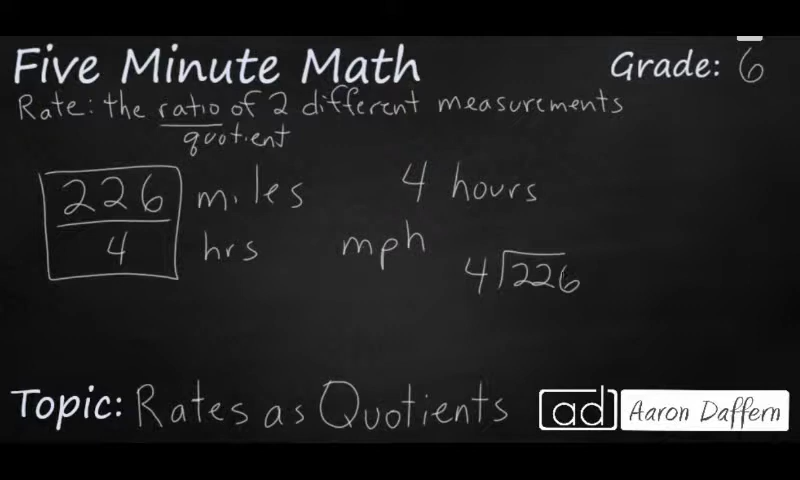 Five Minute Math Grade: 6
Rate: the ratio of 2 different measurements
quotient
226 miles 4 hours
4 hrs mph
4 226
Topic: Rates as Quotients ad Aaron Daffern